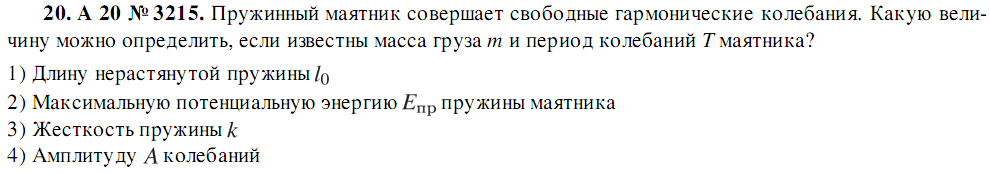 20. А 20 № 3215. Пружинный маятник совершает свободные гармонические колебания. Какую вели-
чину можно определить, если известны масса груза m и период колебаний T маятника?
1) Длину нерастянутой пружины l₀
2) Максимальную потенциальную энергию Eпр пружины маятника
3) Жесткость пружины k
4) Амплитуду A колебаний